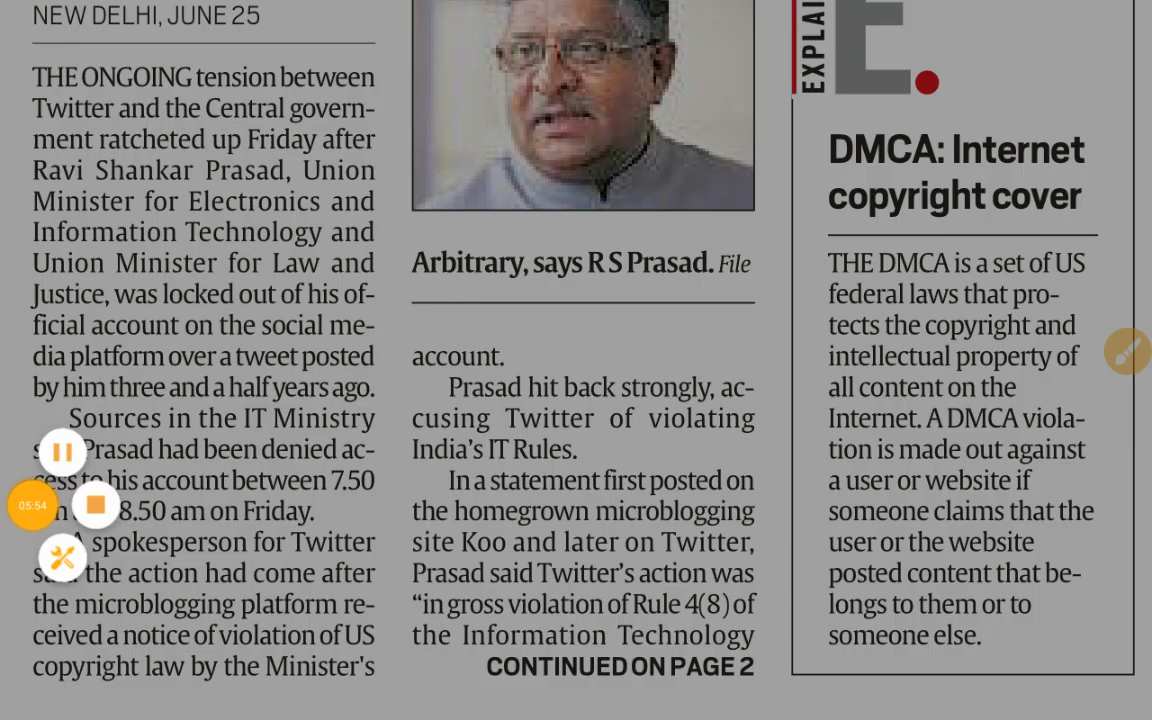 NEW DELHI, JUNE 25
THE ONGOING tension between
Twitter and the Central govern-
ment ratcheted up Friday after
Ravi Shankar Prasad, Union
Minister for Electronics and
Information Technology and
Union Minister for Law and
Justice, was locked out of his of-
ficial account on the social me-
dia platform over a tweet posted
by him three and a half years ago.
Sources in the IT Ministry
Prasad had been denied ac-
cess to his account between 7.50
8.50 am on Friday.
A spokesperson for Twitter
the action had come after
the microblogging platform re-
ceived a notice of violation of US
copyright law by the Minister's
05:54
Arbitrary, says R S Prasad. File
account.
Prasad hit back strongly, ac-
cusing Twitter of violating
India's IT Rules.
In a statement first posted on
the homegrown microblogging
site Koo and later on Twitter,
Prasad said Twitter's action was
“in gross violation of Rule 4(8) of
the Information Technology
CONTINUED ON PAGE 2
E.
DMCA: Internet
copyright cover
THE DMCA is a set of US
federal laws that pro-
tects the copyright and
intellectual property of
all content on the
Internet. A DMCA viola-
tion is made out against
a user or website if
someone claims that the
user or the website
posted content that be-
longs to them or to
someone else.